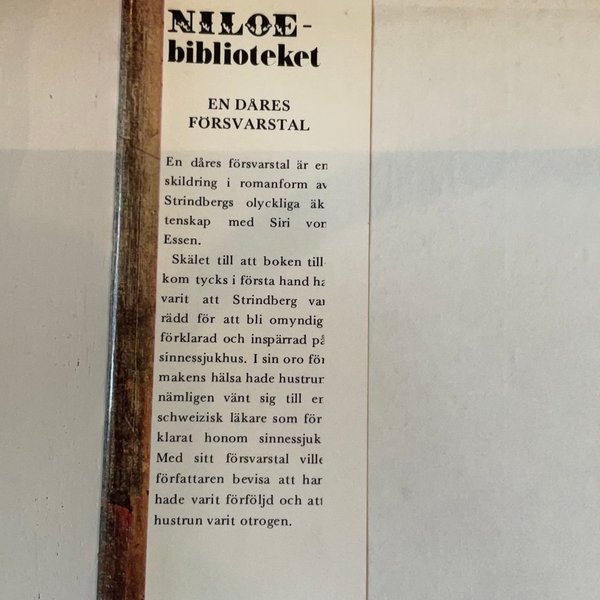 NILOE-
biblioteket
EN DÅRES
FÖRSVARSTAL
En dåres försvarstal är en
skildring i romanform av
Strindbergs olyckliga äk
tenskap med Siri von
Essen.
Skälet till att boken till
kom tycks i första hand ha
varit att Strindberg var
rädd för att bli omyndig
förklarad och inspärrad på
sinnessjukhus. I sin oro för
makens hälsa hade hustrun
nämligen vänt sig till en
schweizisk läkare som för
klarat honom sinnessjuk
Med sitt försvarstal ville
författaren bevisa att han
hade varit förföljd och att
hustrun varit otrogen.